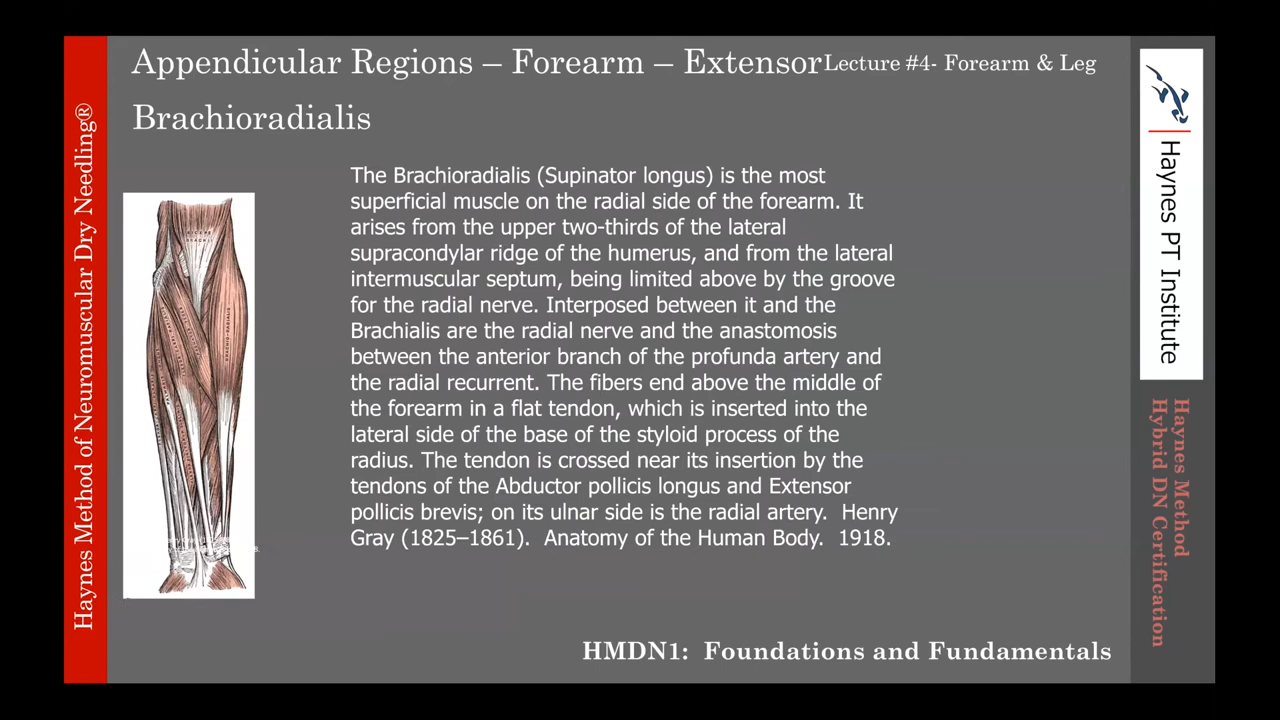 Haynes Method of Neuromuscular Dry Needling®
Appendicular Regions – Forearm – Extensor
Lecture #4- Forearm & Leg
Brachioradialis
The Brachioradialis (Supinator longus) is the most
superficial muscle on the radial side of the forearm. It
arises from the upper two-thirds of the lateral
supracondylar ridge of the humerus, and from the lateral
intermuscular septum, being limited above by the groove
for the radial nerve. Interposed between it and the
Brachialis are the radial nerve and the anastomosis
between the anterior branch of the profunda artery and
the radial recurrent. The fibers end above the middle of
the forearm in a flat tendon, which is inserted into the
lateral side of the base of the styloid process of the
radius. The tendon is crossed near its insertion by the
tendons of the Abductor pollicis longus and Extensor
pollicis brevis; on its ulnar side is the radial artery. Henry
Gray (1825–1861). Anatomy of the Human Body. 1918.
Haynes PT Institute
Haynes Method
Hybrid DN Certification
HMDN1: Foundations and Fundamentals